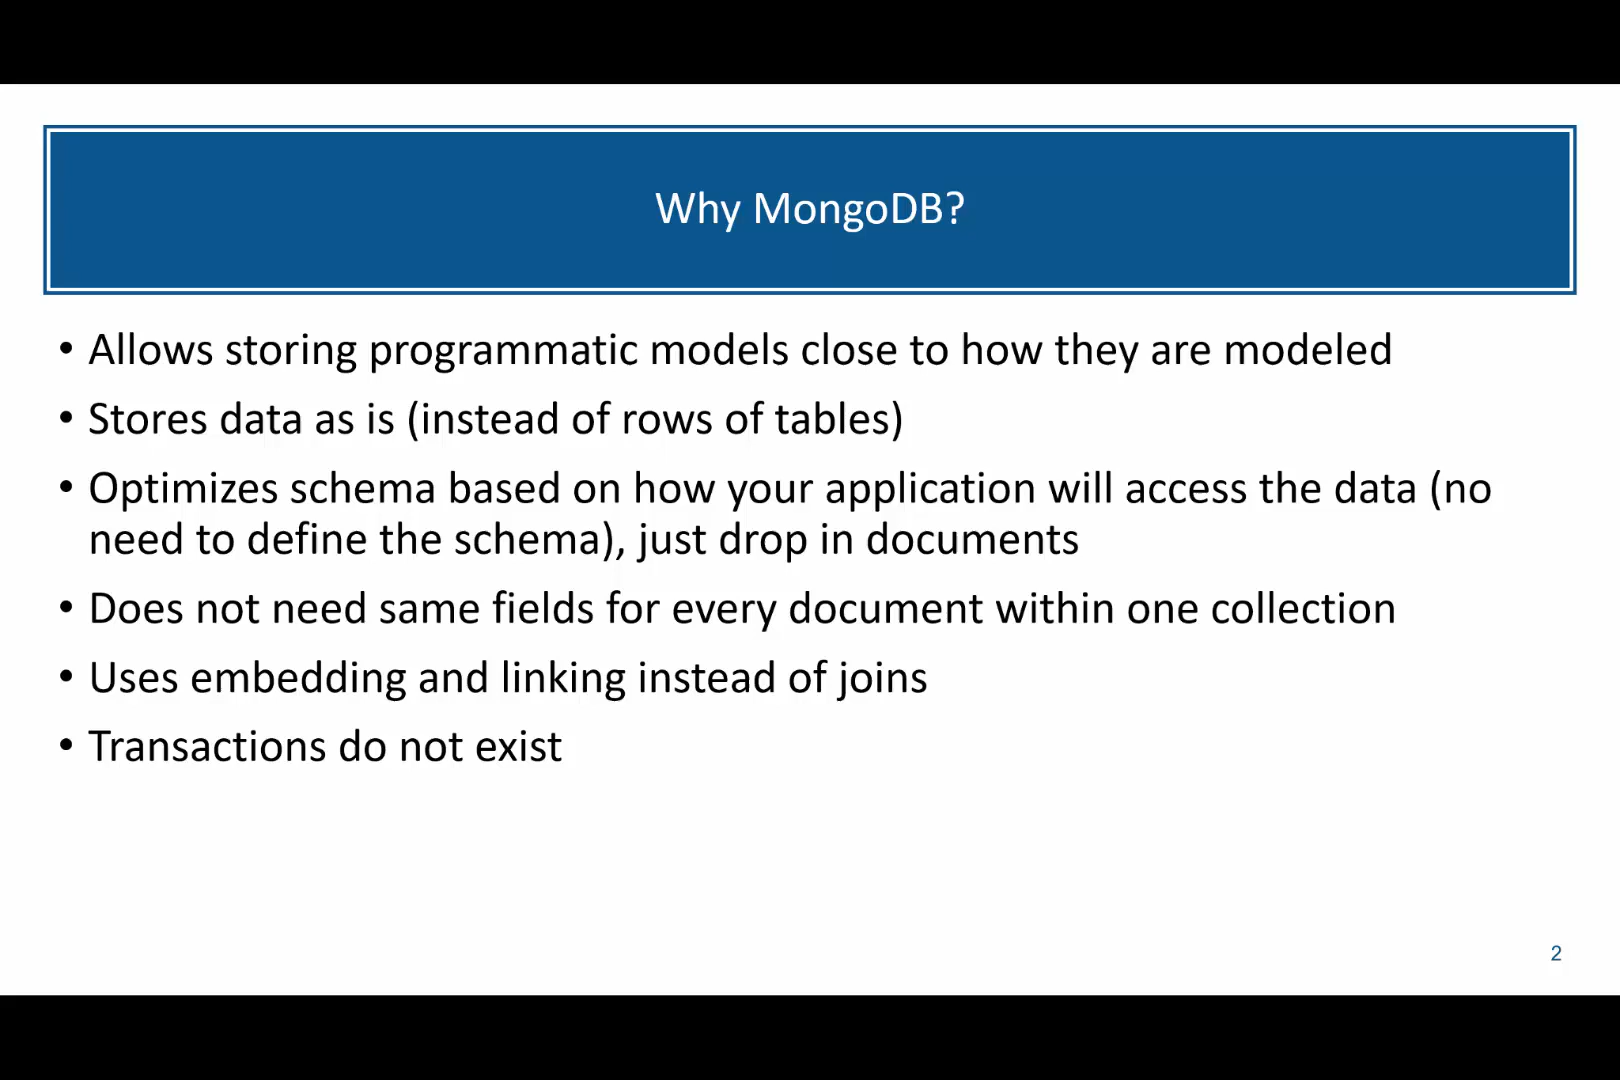 Why MongoDB?
• Allows storing programmatic models close to how they are modeled
• Stores data as is (instead of rows of tables)
• Optimizes schema based on how your application will access the data (no
need to define the schema), just drop in documents
• Does not need same fields for every document within one collection
• Uses embedding and linking instead of joins
• Transactions do not exist
2